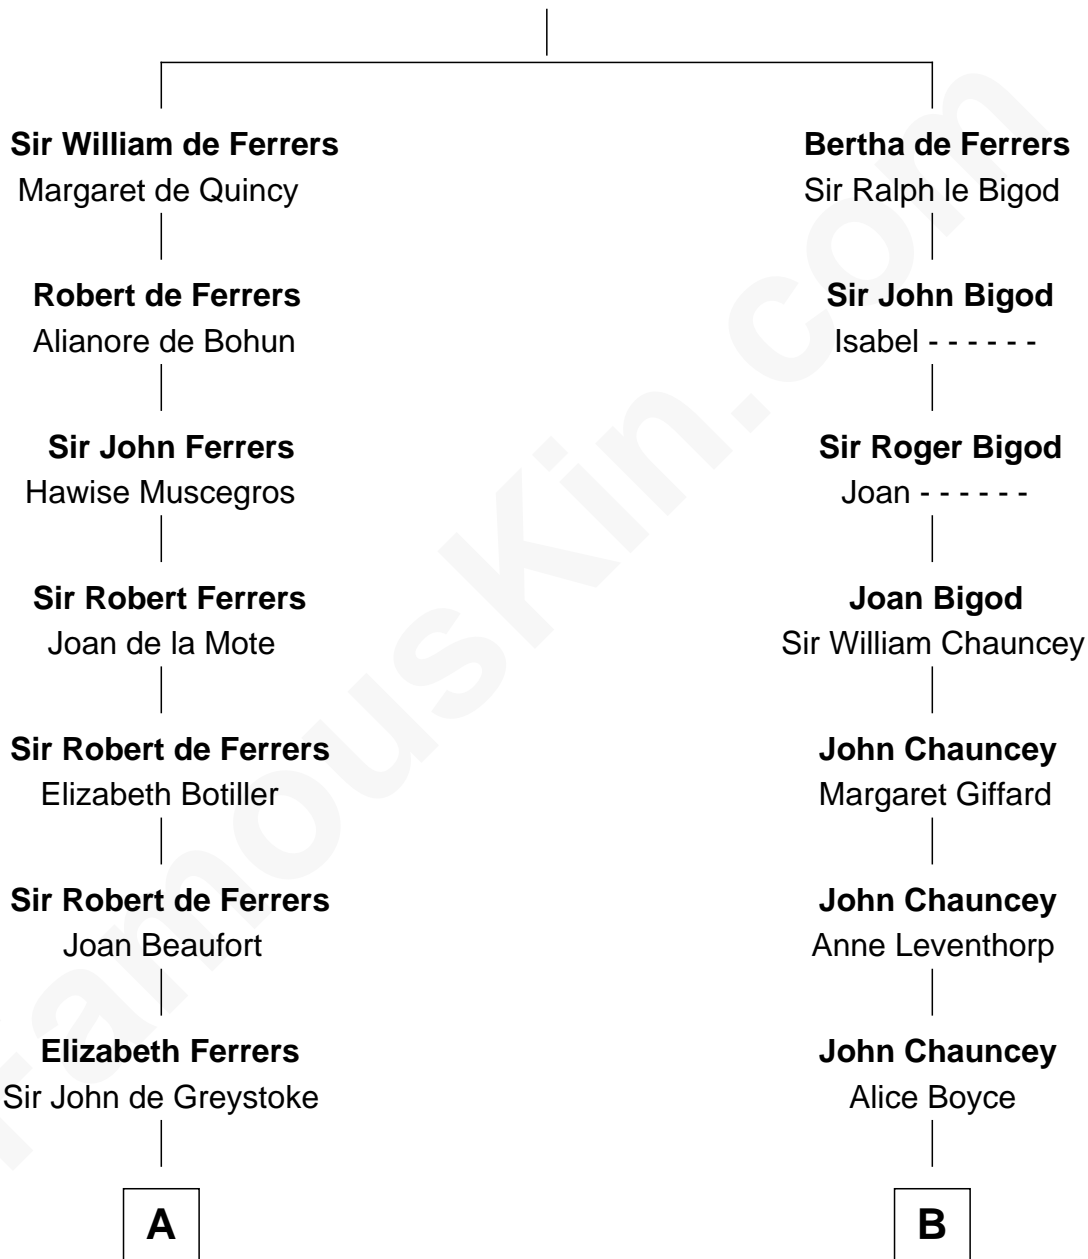 Sir William de Ferrers
Margaret de Quincy
Robert de Ferrers
Alianore de Bohun
Sir John Ferrers
Hawise Muscegros
Sir Robert Ferrers
Joan de la Mote
Sir Robert de Ferrers
Elizabeth Botiller
Sir Robert de Ferrers
Joan Beaufort
Elizabeth Ferrers
Sir John de Greystoke
A
Bertha de Ferrers
Sir Ralph le Bigod
Sir John Bigod
Isabel - - - - - -
Sir Roger Bigod
Joan - - - - - -
Joan Bigod
Sir William Chauncey
John Chauncey
Margaret Giffard
John Chauncey
Anne Leventhorp
John Chauncey
Alice Boyce
B
famousKin.com